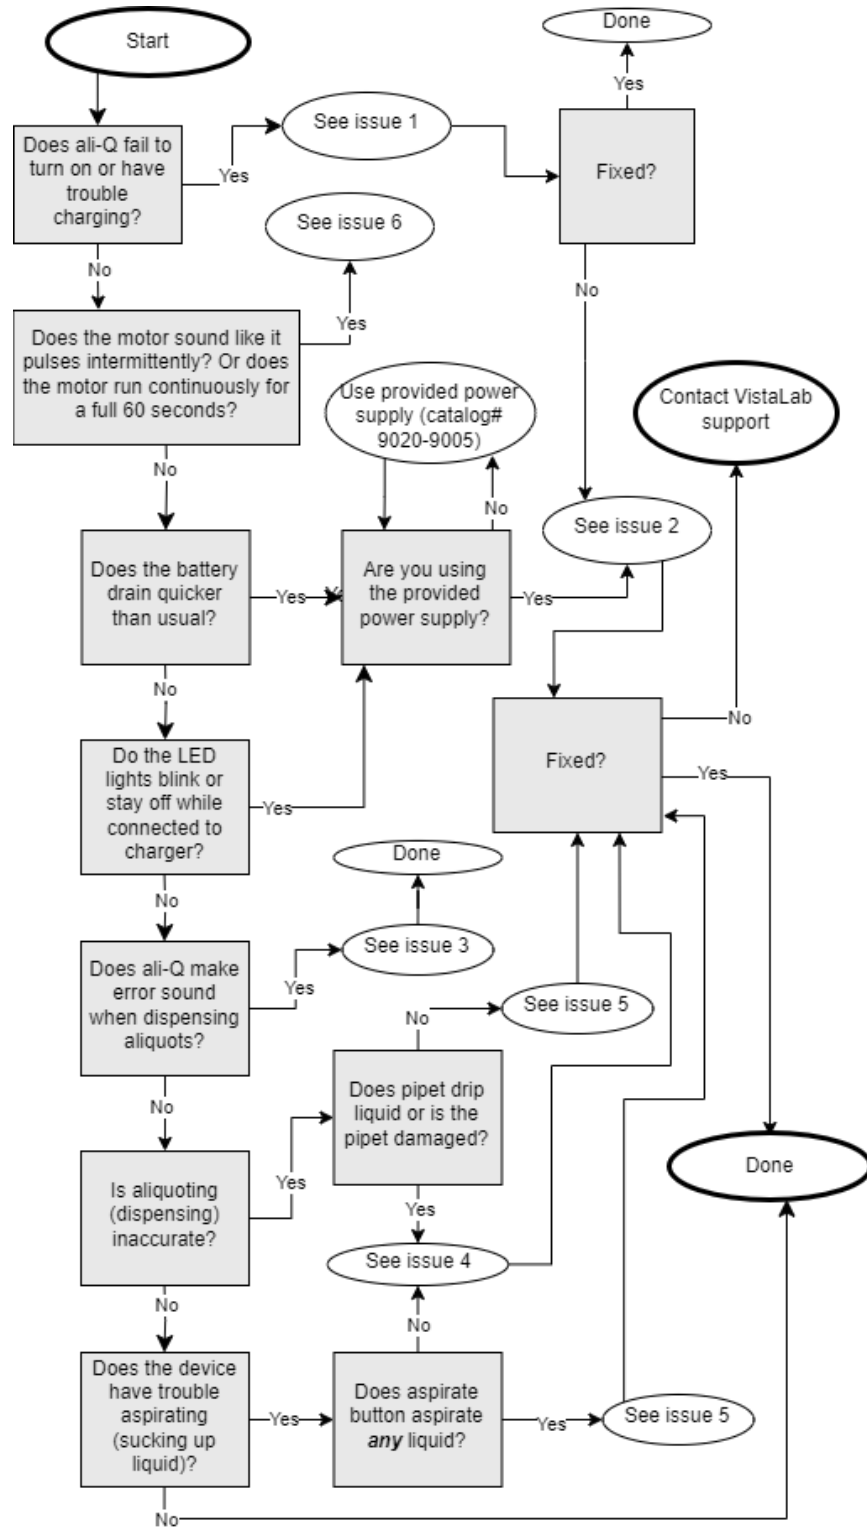 Start
Done
Yes
See issue 1
Does ali-Q fail to
turn on or have
trouble
charging?
Yes
Fixed?
See issue 6
No
No
Yes
Does the motor sound like it
pulses intermittently? Or does
the motor run continuously for
a full 60 seconds?
Use provided power
supply (catalog#
9020-9005)
Contact VistaLab
support
No
No
See issue 2
Does the battery
drain quicker
than usual?
Yes
Are you using
the provided
power supply?
Yes
No
No
Fixed?
Yes
Do the LED
lights blink or
stay off while
connected to
charger?
Yes
Done
No
See issue 3
Does ali-Q make
error sound
when dispensing
aliquots?
Yes
See issue 5
No
Does pipet drip
liquid or is the
pipet damaged?
No
Is aliquoting
(dispensing)
inaccurate?
Yes
Yes
Done
See issue 4
No
No
Does the device
have trouble
aspirating
(sucking up
liquid)?
Yes
Does aspirate
button aspirate
any liquid?
Yes
See issue 5
No